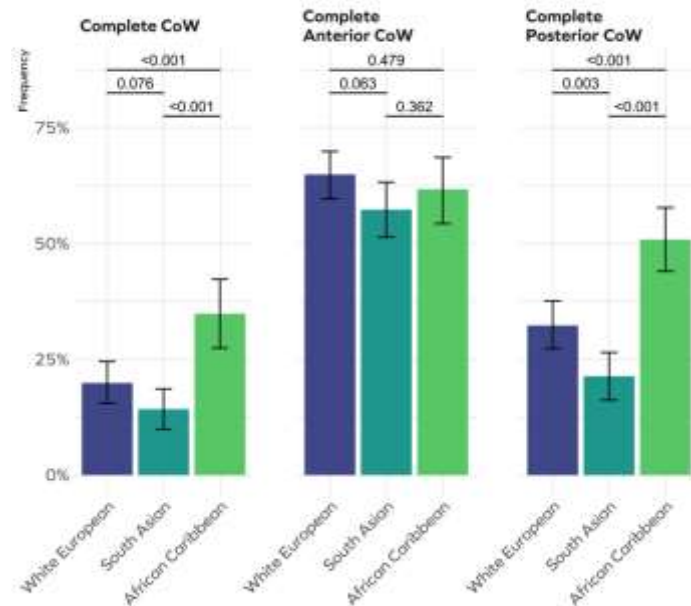 Complete CoW
Complete
Anterior CoW
Complete
Posterior CoW
Frequency
<0.001
0.076
<0.001
0.479
0.063
0.362
<0.001
0.003
<0.001
75%
50%
25%
0%
White European
South Asian
African Caribbean
White European
South Asian
African Caribbean
White European
South Asian
African Caribbean